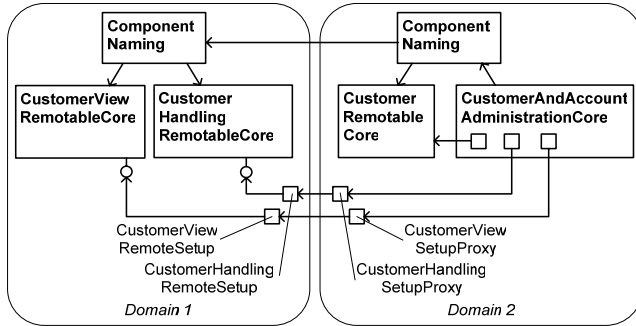 Component
Naming
Component
Naming
CustomerView
RemotableCore
Customer
Handling
RemotableCore
Customer
Remotable
Core
CustomerAndAccount
AdministrationCore
CustomerView
RemoteSetup
CustomerHandling
RemoteSetup
CustomerView
SetupProxy
CustomerHandling
SetupProxy
Domain 1
Domain 2